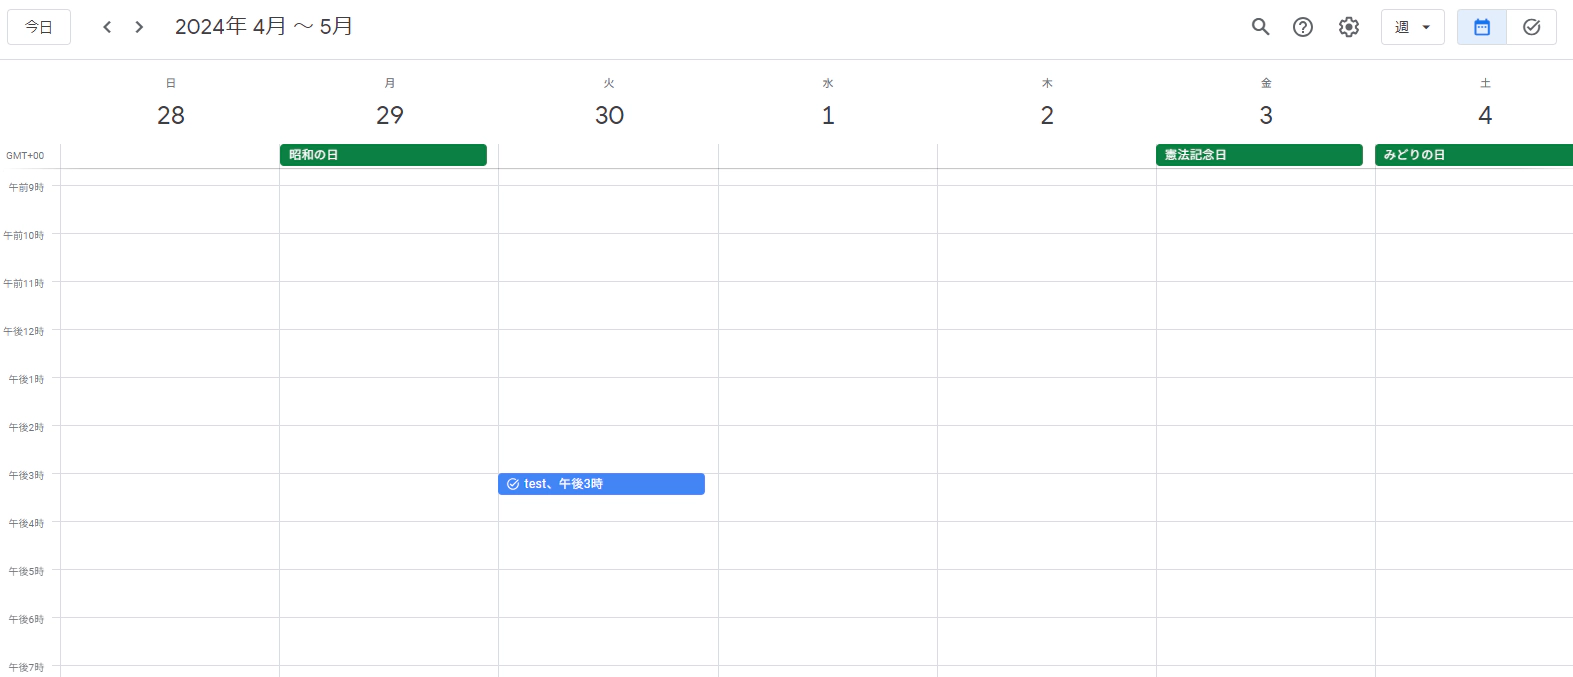 今日
2024年 4月 ～ 5月
週
日
28
月
29
火
30
水
1
木
2
金
3
土
4
GMT+00
昭和の日
憲法記念日
みどりの日
午前9時
午前10時
午前11時
午後12時
午後1時
午後2時
午後3時
test、午後3時
午後4時
午後5時
午後6時
午後7時